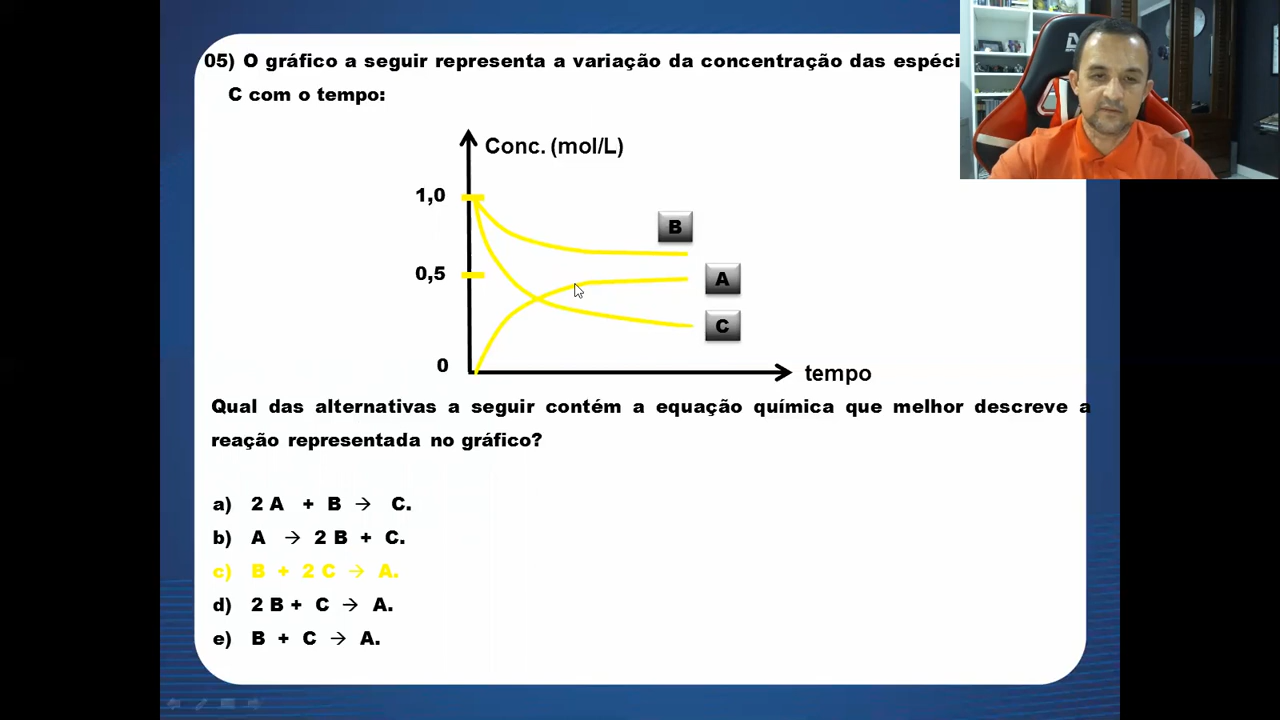 05) O gráfico a seguir representa a variação da concentração das espéci
C com o tempo:
Conc. (mol/L)
1,0
B
0,5
A
C
0
tempo
Qual das alternativas a seguir contém a equação química que melhor descreve a
reação representada no gráfico?
a) 2 A + B → C.
b) A → 2 B + C.
c) B + 2 C → A.
d) 2 B + C → A.
e) B + C → A.